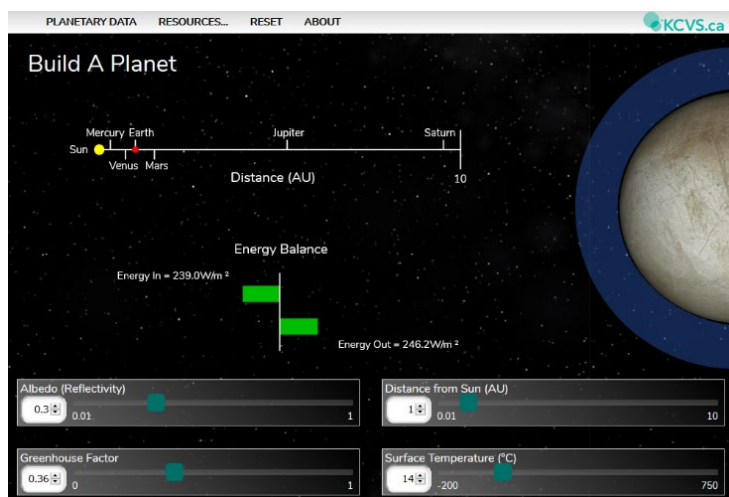 PLANETARY DATA RESOURCES... RESET ABOUT KCVS.ca
Build A Planet
Mercury Earth Jupiter Saturn
Sun
Venus Mars
Distance (AU) 10
Energy Balance
Energy In = 239.0W/m ²
Energy Out = 246.2W/m ²
Albedo (Reflectivity) Distance from Sun (AU)
0.3 0.01 1 1 0.01 10
Greenhouse Factor Surface Temperature (°C)
0.36 0 1 14 -200 750